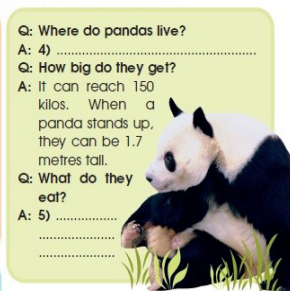 Q: Where do pandas live?
A: 4) ..........................................................
Q: How big do they get?
A: It can reach 150
kilos. When a
panda stands up,
they can be 1.7
metres tall.
Q: What do they
eat?
A: 5) .................
......................
......................